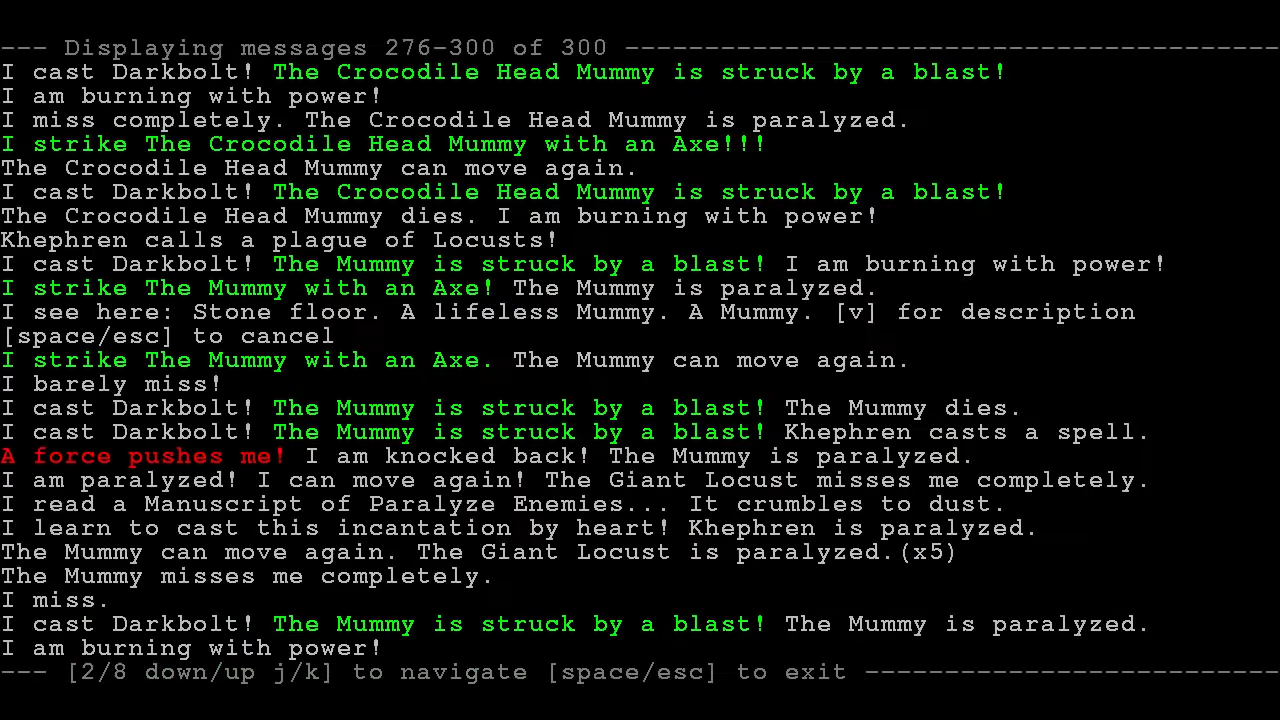 --- Displaying messages 276-300 of 300 -----------------------------------------
I cast Darkbolt! The Crocodile Head Mummy is struck by a blast!
I am burning with power!
I miss completely. The Crocodile Head Mummy is paralyzed.
I strike The Crocodile Head Mummy with an Axe!!!
The Crocodile Head Mummy can move again.
I cast Darkbolt! The Crocodile Head Mummy is struck by a blast!
The Crocodile Head Mummy dies. I am burning with power!
Khephren calls a plague of Locusts!
I cast Darkbolt! The Mummy is struck by a blast! I am burning with power!
I strike The Mummy with an Axe! The Mummy is paralyzed.
I see here: Stone floor. A lifeless Mummy. A Mummy. [v] for description
[space/esc] to cancel
I strike The Mummy with an Axe. The Mummy can move again.
I barely miss!
I cast Darkbolt! The Mummy is struck by a blast! The Mummy dies.
I cast Darkbolt! The Mummy is struck by a blast! Khephren casts a spell.
A force pushes me! I am knocked back! The Mummy is paralyzed.
I am paralyzed! I can move again! The Giant Locust misses me completely.
I read a Manuscript of Paralyze Enemies... It crumbles to dust.
I learn to cast this incantation by heart! Khephren is paralyzed.
The Mummy can move again. The Giant Locust is paralyzed.(x5)
The Mummy misses me completely.
I miss.
I cast Darkbolt! The Mummy is struck by a blast! The Mummy is paralyzed.
I am burning with power!
--- [2/8 down/up j/k] to navigate [space/esc] to exit --------------------------